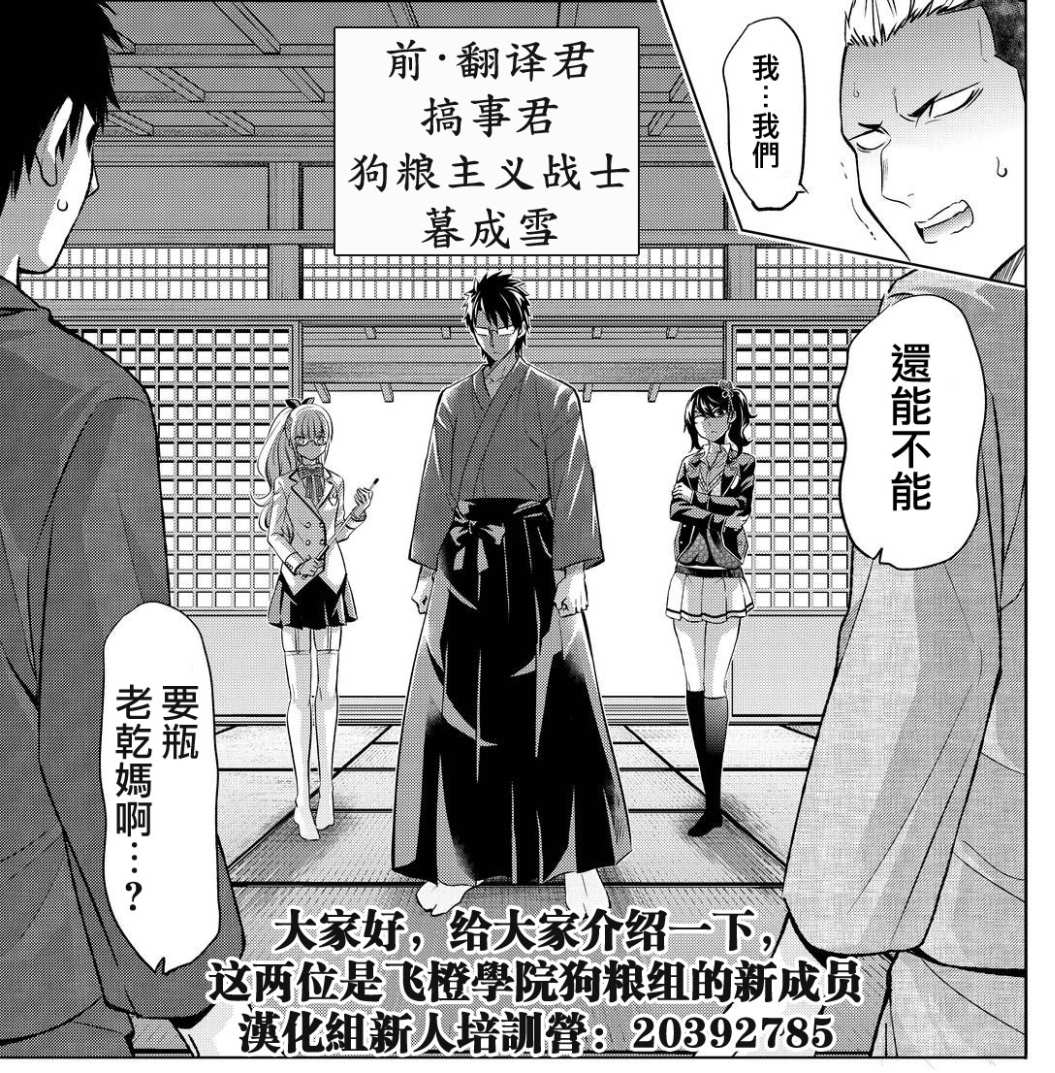 我…我們
前·翻译君
搞事君
狗粮主义战士
暮成雪
還能不能
要瓶
老乾媽啊…?
大家好，给大家介绍一下，
这两位是飞橙學院狗粮组的新成员
漢化組新人培訓營：20392785